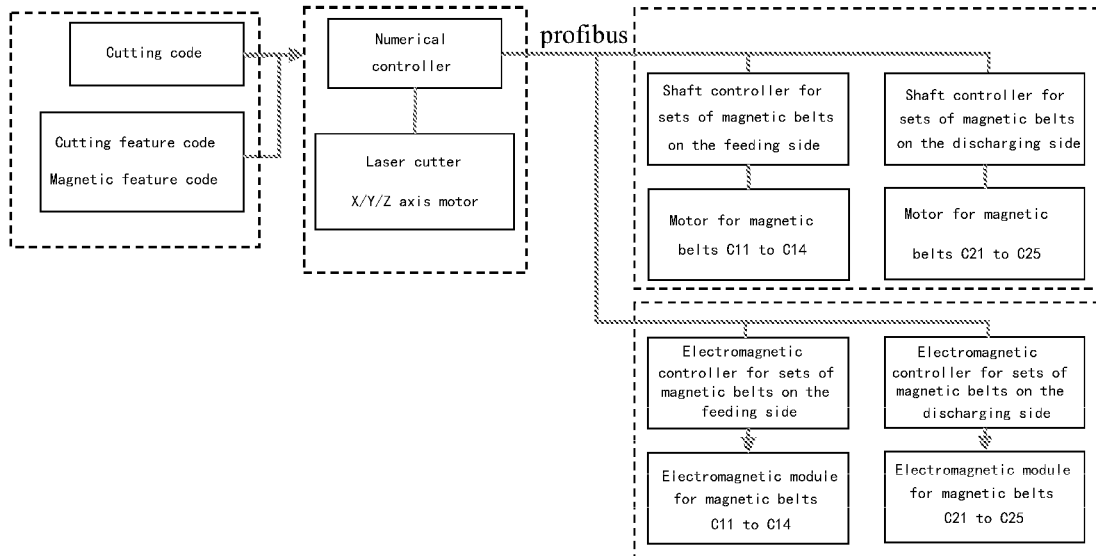 Cutting code
Cutting feature code
Magnetic feature code
Numerical
controller
Laser cutter
X/Y/Z axis motor
profibus
Shaft controller for
sets of magnetic belts
on the feeding side
Shaft controller for
sets of magnetic belts
on the discharging side
Motor for magnetic
belts C11 to C14
Motor for magnetic
belts C21 to C25
Electromagnetic
controller for sets of
magnetic belts on the
feeding side
Electromagnetic
controller for sets of
magnetic belts on the
discharging side
Electromagnetic module
for magnetic belts
C11 to C14
Electromagnetic module
for magnetic belts
C21 to C25